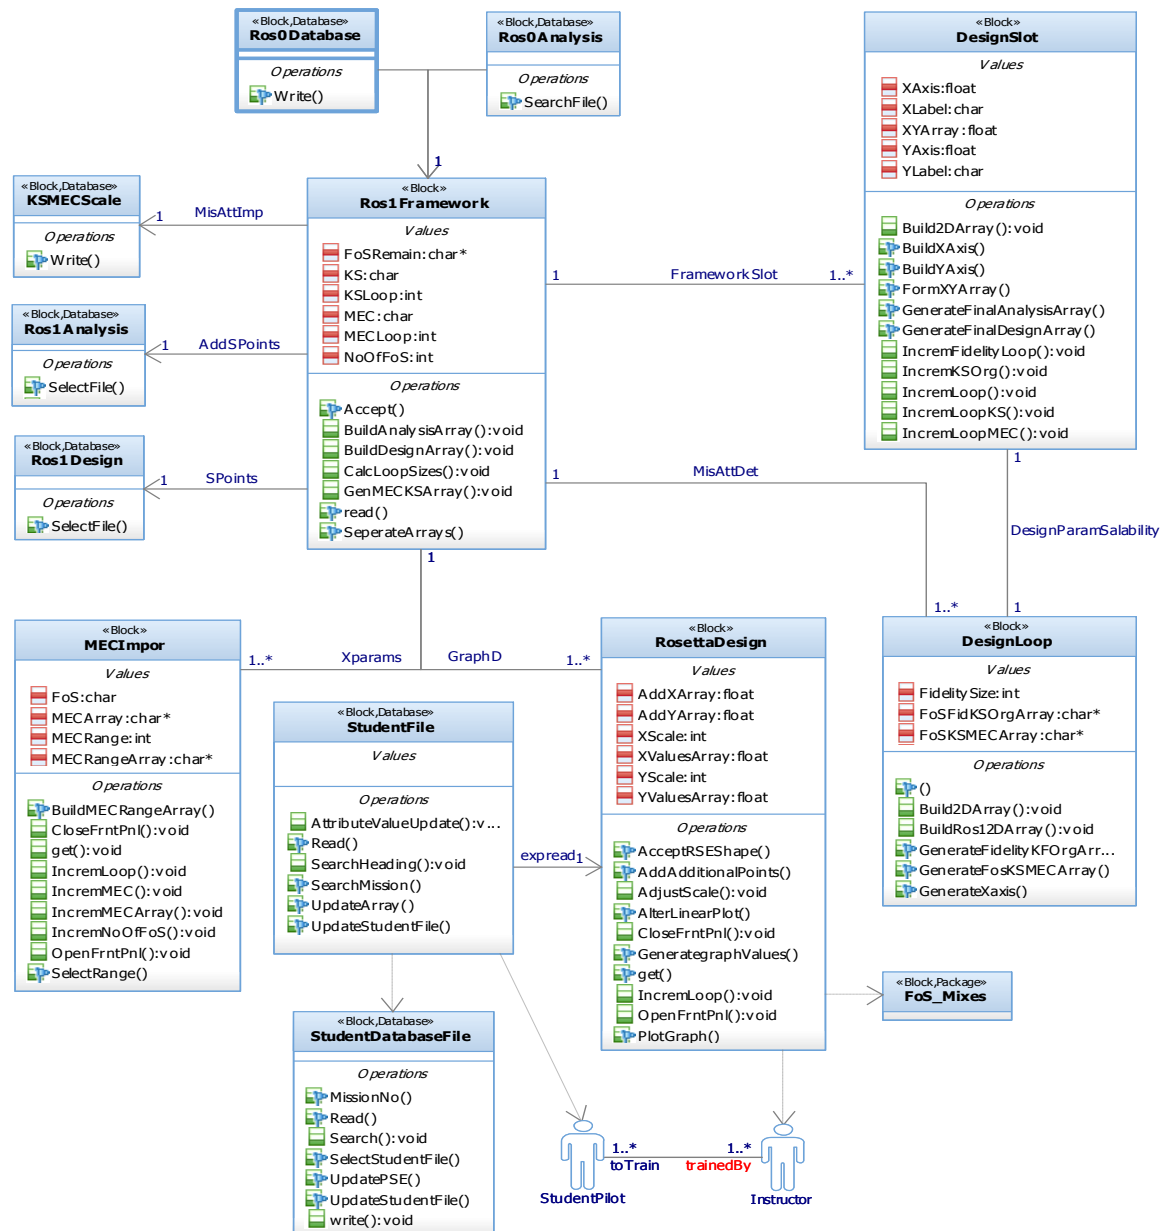 «Block,Database»
Ros0Database
Operations
Write()
«Block,Database»
Ros0Analysis
Operations
SearchFile()
1
«Block,Database»
KSMECScale
Operations
Write()
1
MisAttImp
«Block,Database»
Ros1Analysis
Operations
SelectFile()
1
AddSPoints
«Block,Database»
Ros1Design
Operations
SelectFile()
1
SPoints
«Block»
Ros1Framework
Values
FoSRemain:char*
KS:char
KSLoop:int
MEC:char
MECLoop:int
NoOfFoS:int
Operations
Accept()
BuildAnalysisArray():void
BuildDesignArray():void
CalcLoopSizes():void
GenMECKSArray():void
read()
SeperateArrays()
1
FrameworkSlot
1..*
1
MisAttDet
1..*
1
«Block,Database»
DesignSlot
Values
XAxis:float
XLabel:char
XYArray:float
YAxis:float
YLabel:char
Operations
Build2DArray():void
BuildXAxis()
BuildYAxis()
FormXYArray()
GenerateFinalAnalysisArray()
GenerateFinalDesignArray()
IncremFidelityLoop():void
IncremKSOrg():void
IncremLoop():void
IncremLoopKS():void
IncremLoopMEC():void
1
DesignParamSalability
1
«Block»
DesignLoop
Values
FidelitySize:int
FoSFidKSOrgArray:char*
FoSKSMECArray:char*
Operations
()
Build2DArray():void
BuildRos12DArray():void
GenerateFidelityKFOrgArr...
GenerateFosKSMECArray()
GenerateXaxis()
«Block»
MECImpor
Values
FoS:char
MECArray:char*
MECRange:int
MECRangeArray:char*
Operations
BuildMECRangeArray()
CloseFrntPnl():void
get():void
IncremLoop():void
IncremMEC():void
IncremMECArray():void
IncremNoOfFoS():void
OpenFrntPnl():void
SelectRange()
1..*
Xparams
GraphD
1..*
«Block,Database»
StudentFile
Values
Operations
AttributeValueUpdate():v...
Read()
SearchHeading():void
SearchMission()
UpdateArray()
UpdateStudentFile()
expread
1
«Block»
RosettaDesign
Values
AddXArray:float
AddYArray:float
XScale:int
XValuesArray:float
YScale:int
YValuesArray:float
Operations
AcceptRSEShape()
AddAdditionalPoints()
AdjustScale():void
AlterLinearPlot()
CloseFrntPnl():void
GenerategraphValues()
get()
IncremLoop():void
OpenFrntPnl():void
PlotGraph()
«Block,Package»
FoS_Mixes
«Block,Database»
StudentDatabaseFile
Operations
MissionNo()
Read()
Search():void
SelectStudentFile()
UpdatePSE()
UpdateStudentFile()
write():void
1..*
toTrain
1..*
trainedBy
StudentPilot
Instructor